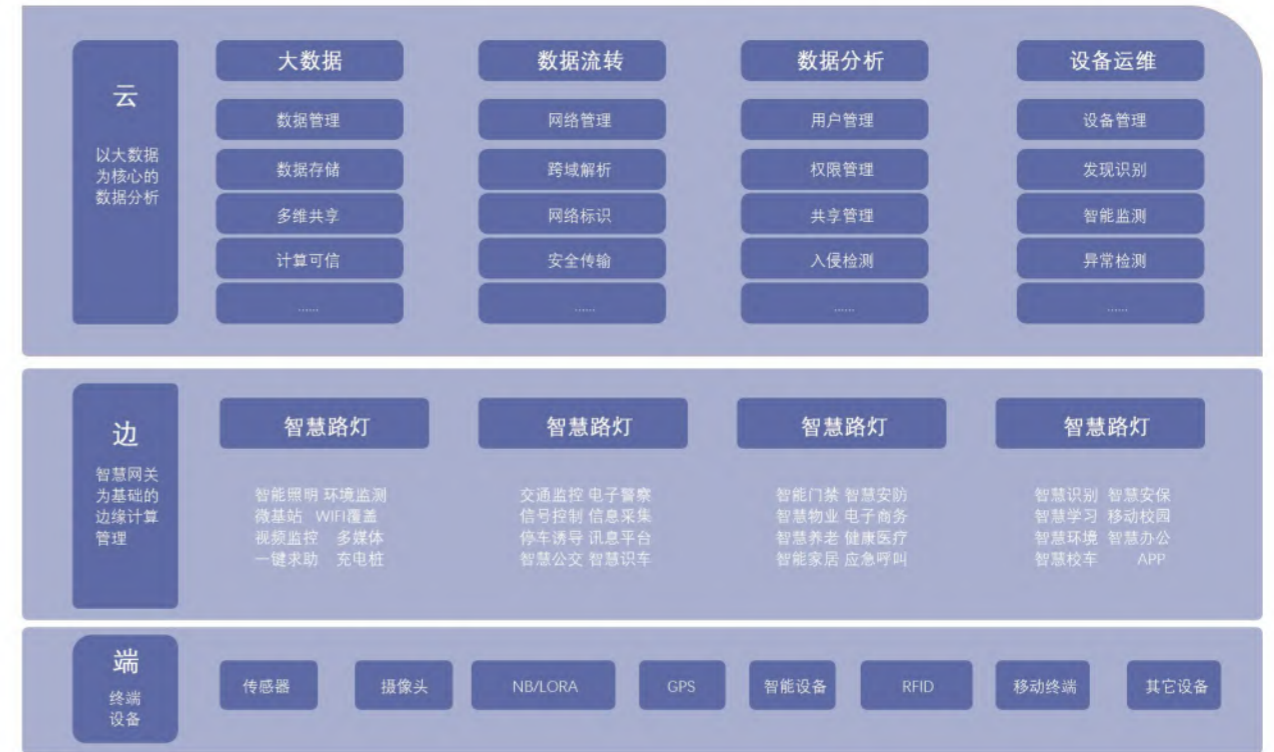 云
以大数据
为核心的
数据分析
大数据 数据流转 数据分析 设备运维
数据管理 网络管理 用户管理 设备管理
数据存储 跨域解析 权限管理 发现识别
多维共享 网络标识 共享管理 智能监测
计算可信 安全传输 入侵检测 异常检测
...... ...... ...... ......
边
智慧网关
为基础的
边缘计算
管理
智慧路灯 智慧路灯 智慧路灯 智慧路灯
智能照明 环境监测 交通监控 电子警察 智能门禁 智慧安防 智慧识别 智慧安保
微基站 WIFI覆盖 信号控制 信息采集 智慧物业 电子商务 智慧学习 移动校园
视频监控 多媒体 停车诱导 讯息平台 智慧养老 健康医疗 智慧环境 智慧办公
一键求助 充电桩 智慧公交 智慧识车 智能家居 应急呼叫 智慧校车 APP
端
终端
设备
传感器 摄像头 NB/LORA GPS 智能设备 RFID 移动终端 其它设备